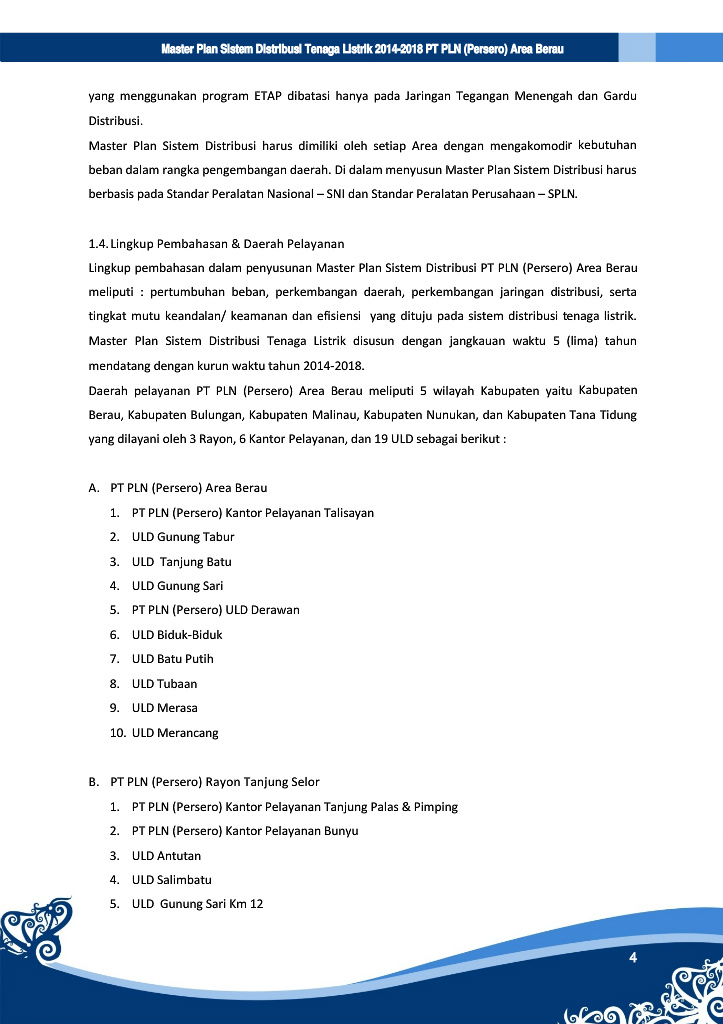 Master Plan Sistem Distribusi Tenaga Listrik 2014-2018 PT PLN (Persero) Area Berau
yang menggunakan program ETAP dibatasi hanya pada Jaringan Tegangan Menengah dan Gardu
Distribusi.
Master Plan Sistem Distribusi harus dimiliki oleh setiap Area dengan mengakomodir kebutuhan
beban dalam rangka pengembangan daerah. Di dalam menyusun Master Plan Sistem Distribusi harus
berbasis pada Standar Peralatan Nasional – SNI dan Standar Peralatan Perusahaan – SPLN.
1.4. Lingkup Pembahasan & Daerah Pelayanan
Lingkup pembahasan dalam penyusunan Master Plan Sistem Distribusi PT PLN (Persero) Area Berau
meliputi : pertumbuhan beban, perkembangan daerah, perkembangan jaringan distribusi, serta
tingkat mutu keandalan/ keamanan dan efisiensi yang dituju pada sistem distribusi tenaga listrik.
Master Plan Sistem Distribusi Tenaga Listrik disusun dengan jangkauan waktu 5 (lima) tahun
mendatang dengan kurun waktu tahun 2014-2018.
Daerah pelayanan PT PLN (Persero) Area Berau meliputi 5 wilayah Kabupaten yaitu Kabupaten
Berau, Kabupaten Bulungan, Kabupaten Malinau, Kabupaten Nunukan, dan Kabupaten Tana Tidung
yang dilayani oleh 3 Rayon, 6 Kantor Pelayanan, dan 19 ULD sebagai berikut :
A. PT PLN (Persero) Area Berau
1. PT PLN (Persero) Kantor Pelayanan Talisayan
2. ULD Gunung Tabur
3. ULD Tanjung Batu
4. ULD Gunung Sari
5. PT PLN (Persero) ULD Derawan
6. ULD Biduk-Biduk
7. ULD Batu Putih
8. ULD Tubaan
9. ULD Merasa
10. ULD Merancang
B. PT PLN (Persero) Rayon Tanjung Selor
1. PT PLN (Persero) Kantor Pelayanan Tanjung Palas & Pimping
2. PT PLN (Persero) Kantor Pelayanan Bunyu
3. ULD Antutan
4. ULD Salimbatu
5. ULD Gunung Sari Km 12
4